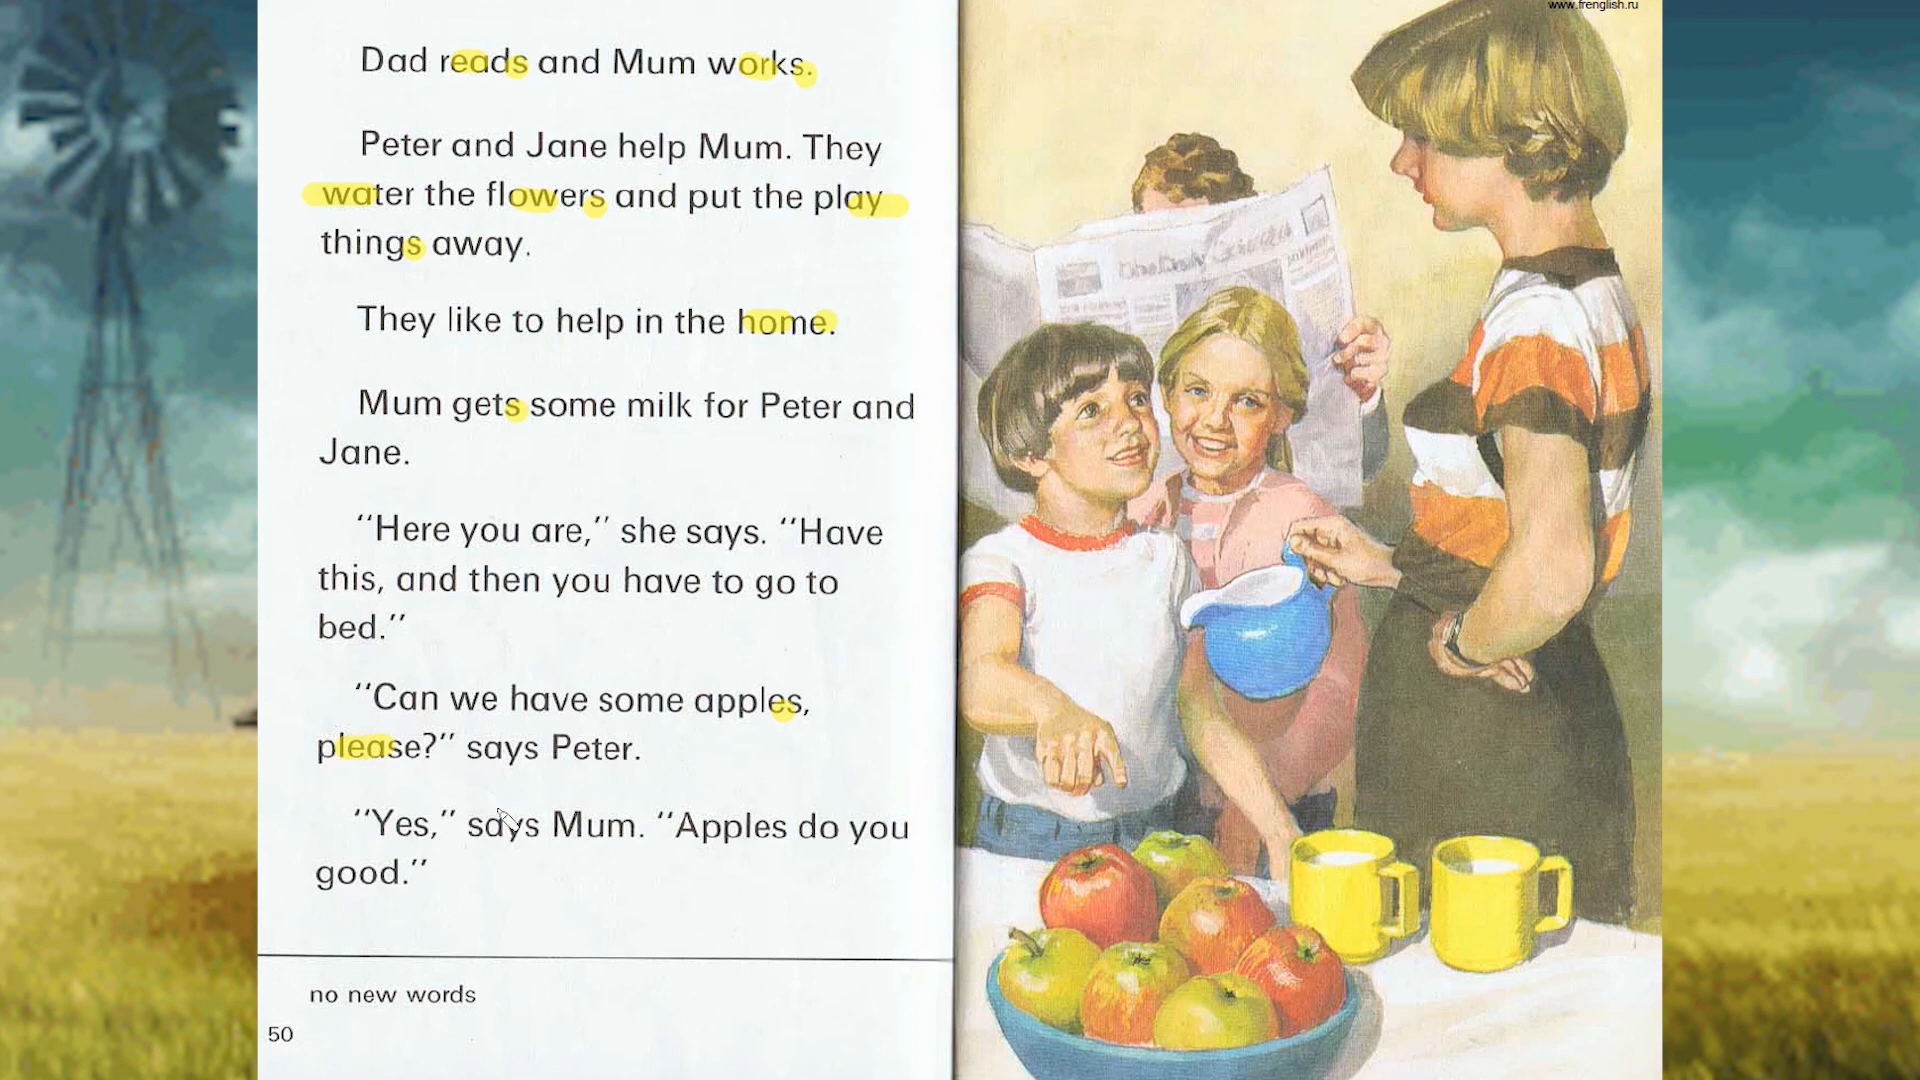 www.frenglish.ru
Dad reads and Mum works.
Peter and Jane help Mum. They
water the flowers and put the play
things away.
They like to help in the home.
Mum gets some milk for Peter and
Jane.
“Here you are,” she says. “Have
this, and then you have to go to
bed.”
“Can we have some apples,
please?” says Peter.
“Yes,” says Mum. “Apples do you
good.”
no new words
50